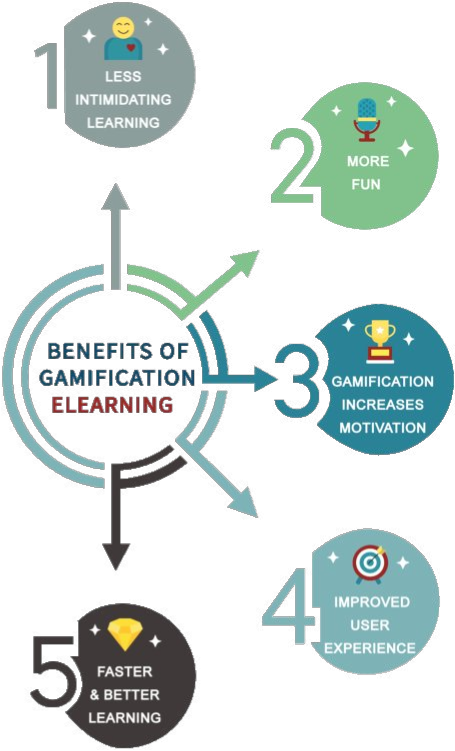 1
LESS
INTIMIDATING
LEARNING
2
MORE
FUN
BENEFITS OF
GAMIFICATION
ELEARNING
3
GAMIFICATION
INCREASES
MOTIVATION
4
IMPROVED
USER
EXPERIENCE
5
FASTER
& BETTER
LEARNING